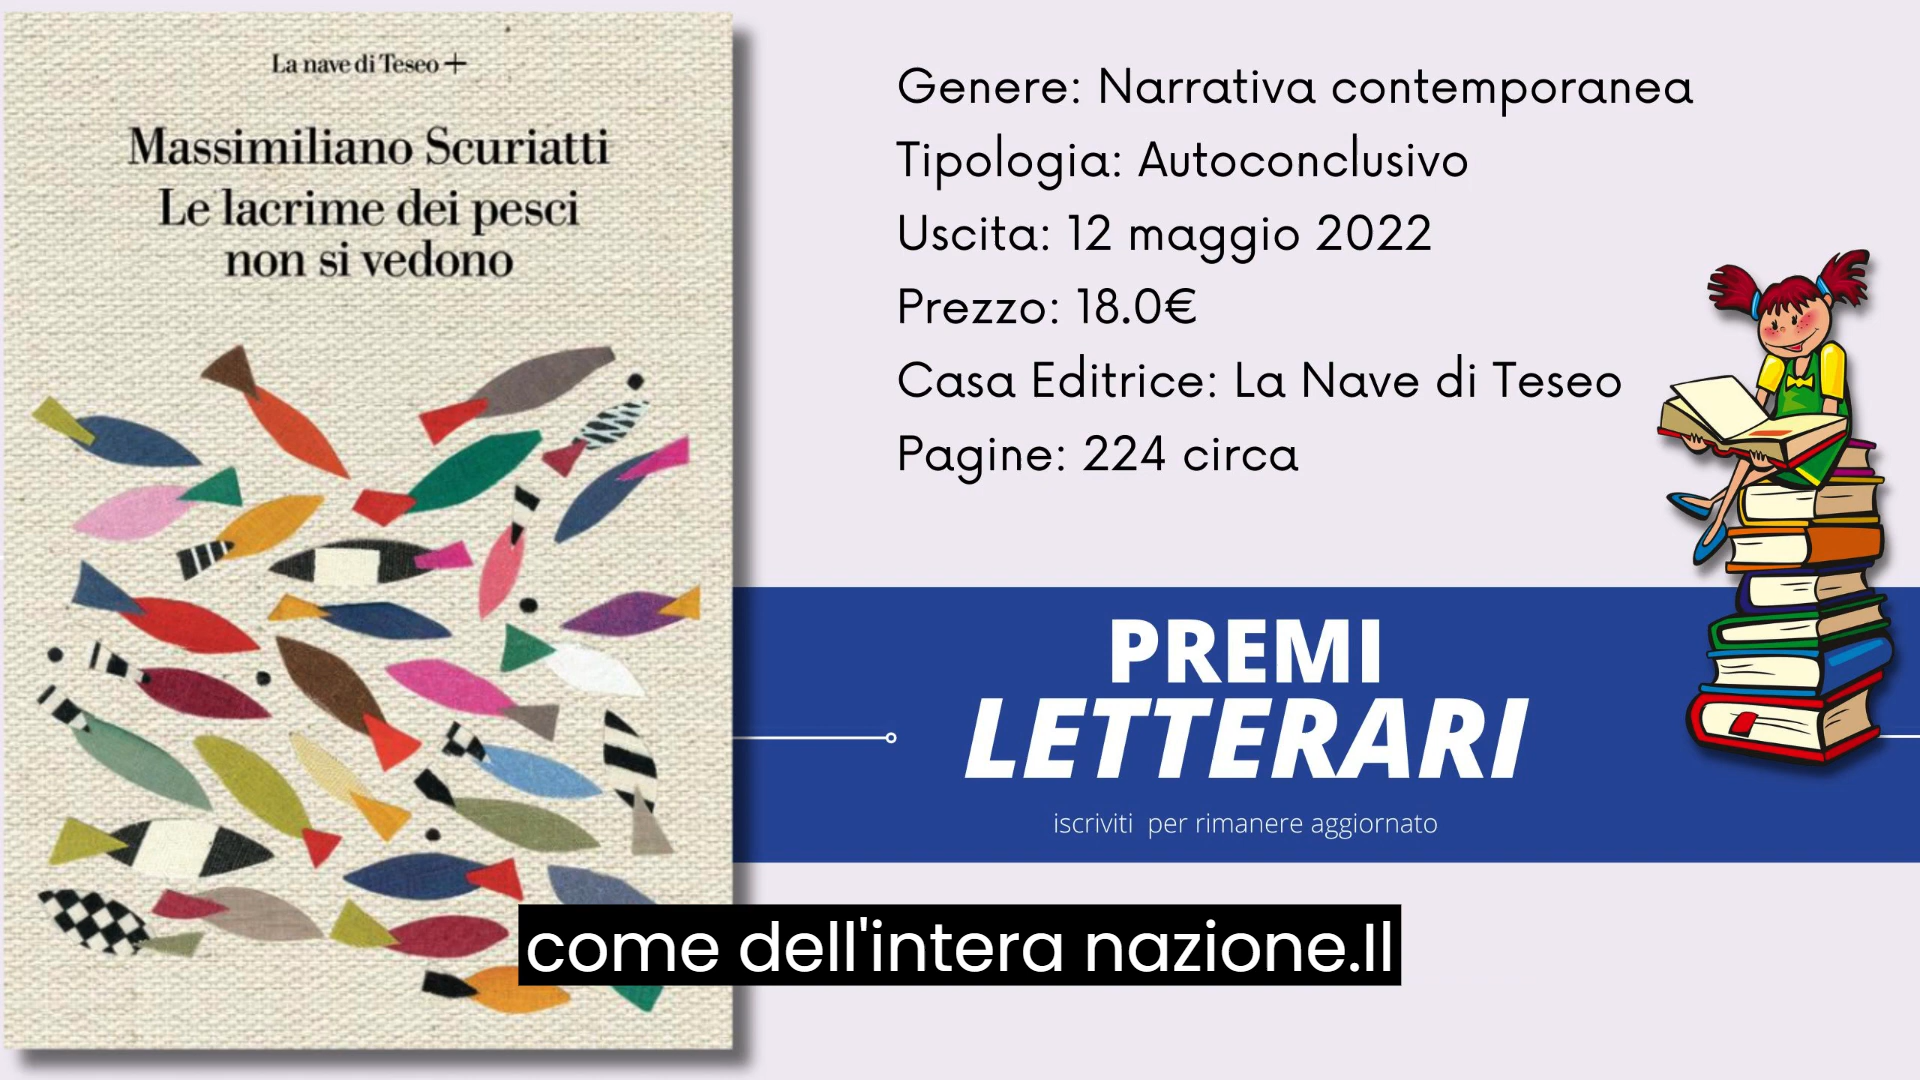 La nave di Teseo +
Massimiliano Scuriatti
Le lacrime dei pesci
non si vedono
Genere: Narrativa contemporanea
Tipologia: Autoconclusivo
Uscita: 12 maggio 2022
Prezzo: 18.0€
Casa Editrice: La Nave di Teseo
Pagine: 224 circa
PREMI
LETTERARI
iscriviti per rimanere aggiornato
come dell'intera nazione.Il